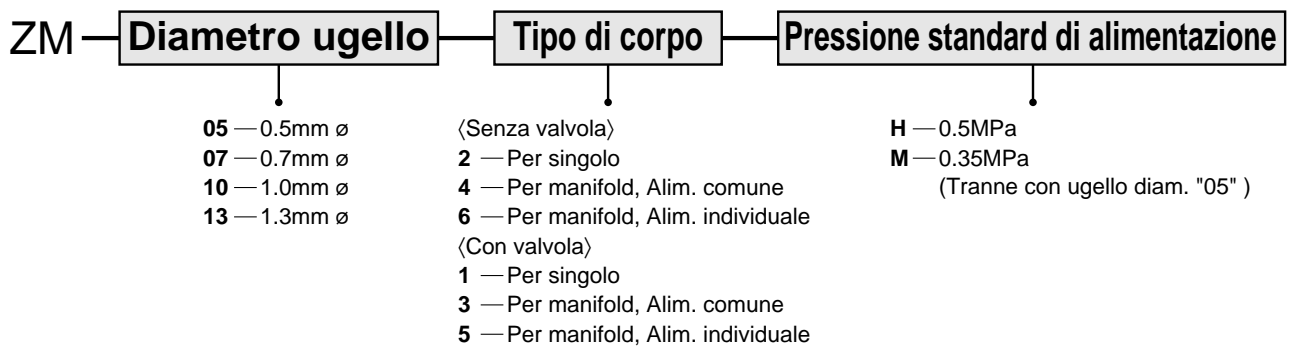 ZM — Diametro ugello — Tipo di corpo — Pressione standard di alimentazione
05 — 0.5mm ø
07 — 0.7mm ø
10 — 1.0mm ø
13 — 1.3mm ø
〈Senza valvola〉
2 — Per singolo
4 — Per manifold, Alim. comune
6 — Per manifold, Alim. individuale
〈Con valvola〉
1 — Per singolo
3 — Per manifold, Alim. comune
5 — Per manifold, Alim. individuale
H — 0.5MPa
M — 0.35MPa
(Tranne con ugello diam. "05" )